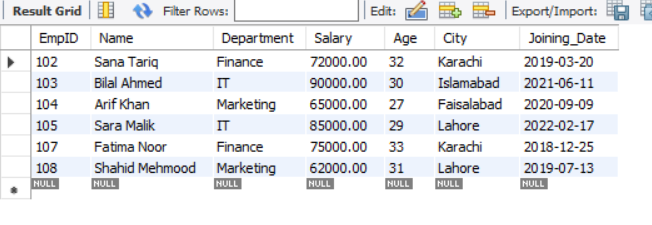 Result Grid Filter Rows: Edit: Export/Import:
EmpID Name Department Salary Age City Joining_Date
102 Sana Tariq Finance 72000.00 32 Karachi 2019-03-20
103 Bilal Ahmed IT 90000.00 30 Islamabad 2021-06-11
104 Arif Khan Marketing 65000.00 27 Faisalabad 2020-09-09
105 Sara Malik IT 85000.00 29 Lahore 2022-02-17
107 Fatima Noor Finance 75000.00 33 Karachi 2018-12-25
108 Shahid Mehmood Marketing 62000.00 31 Lahore 2019-07-13
NULL NULL NULL NULL NULL NULL NULL